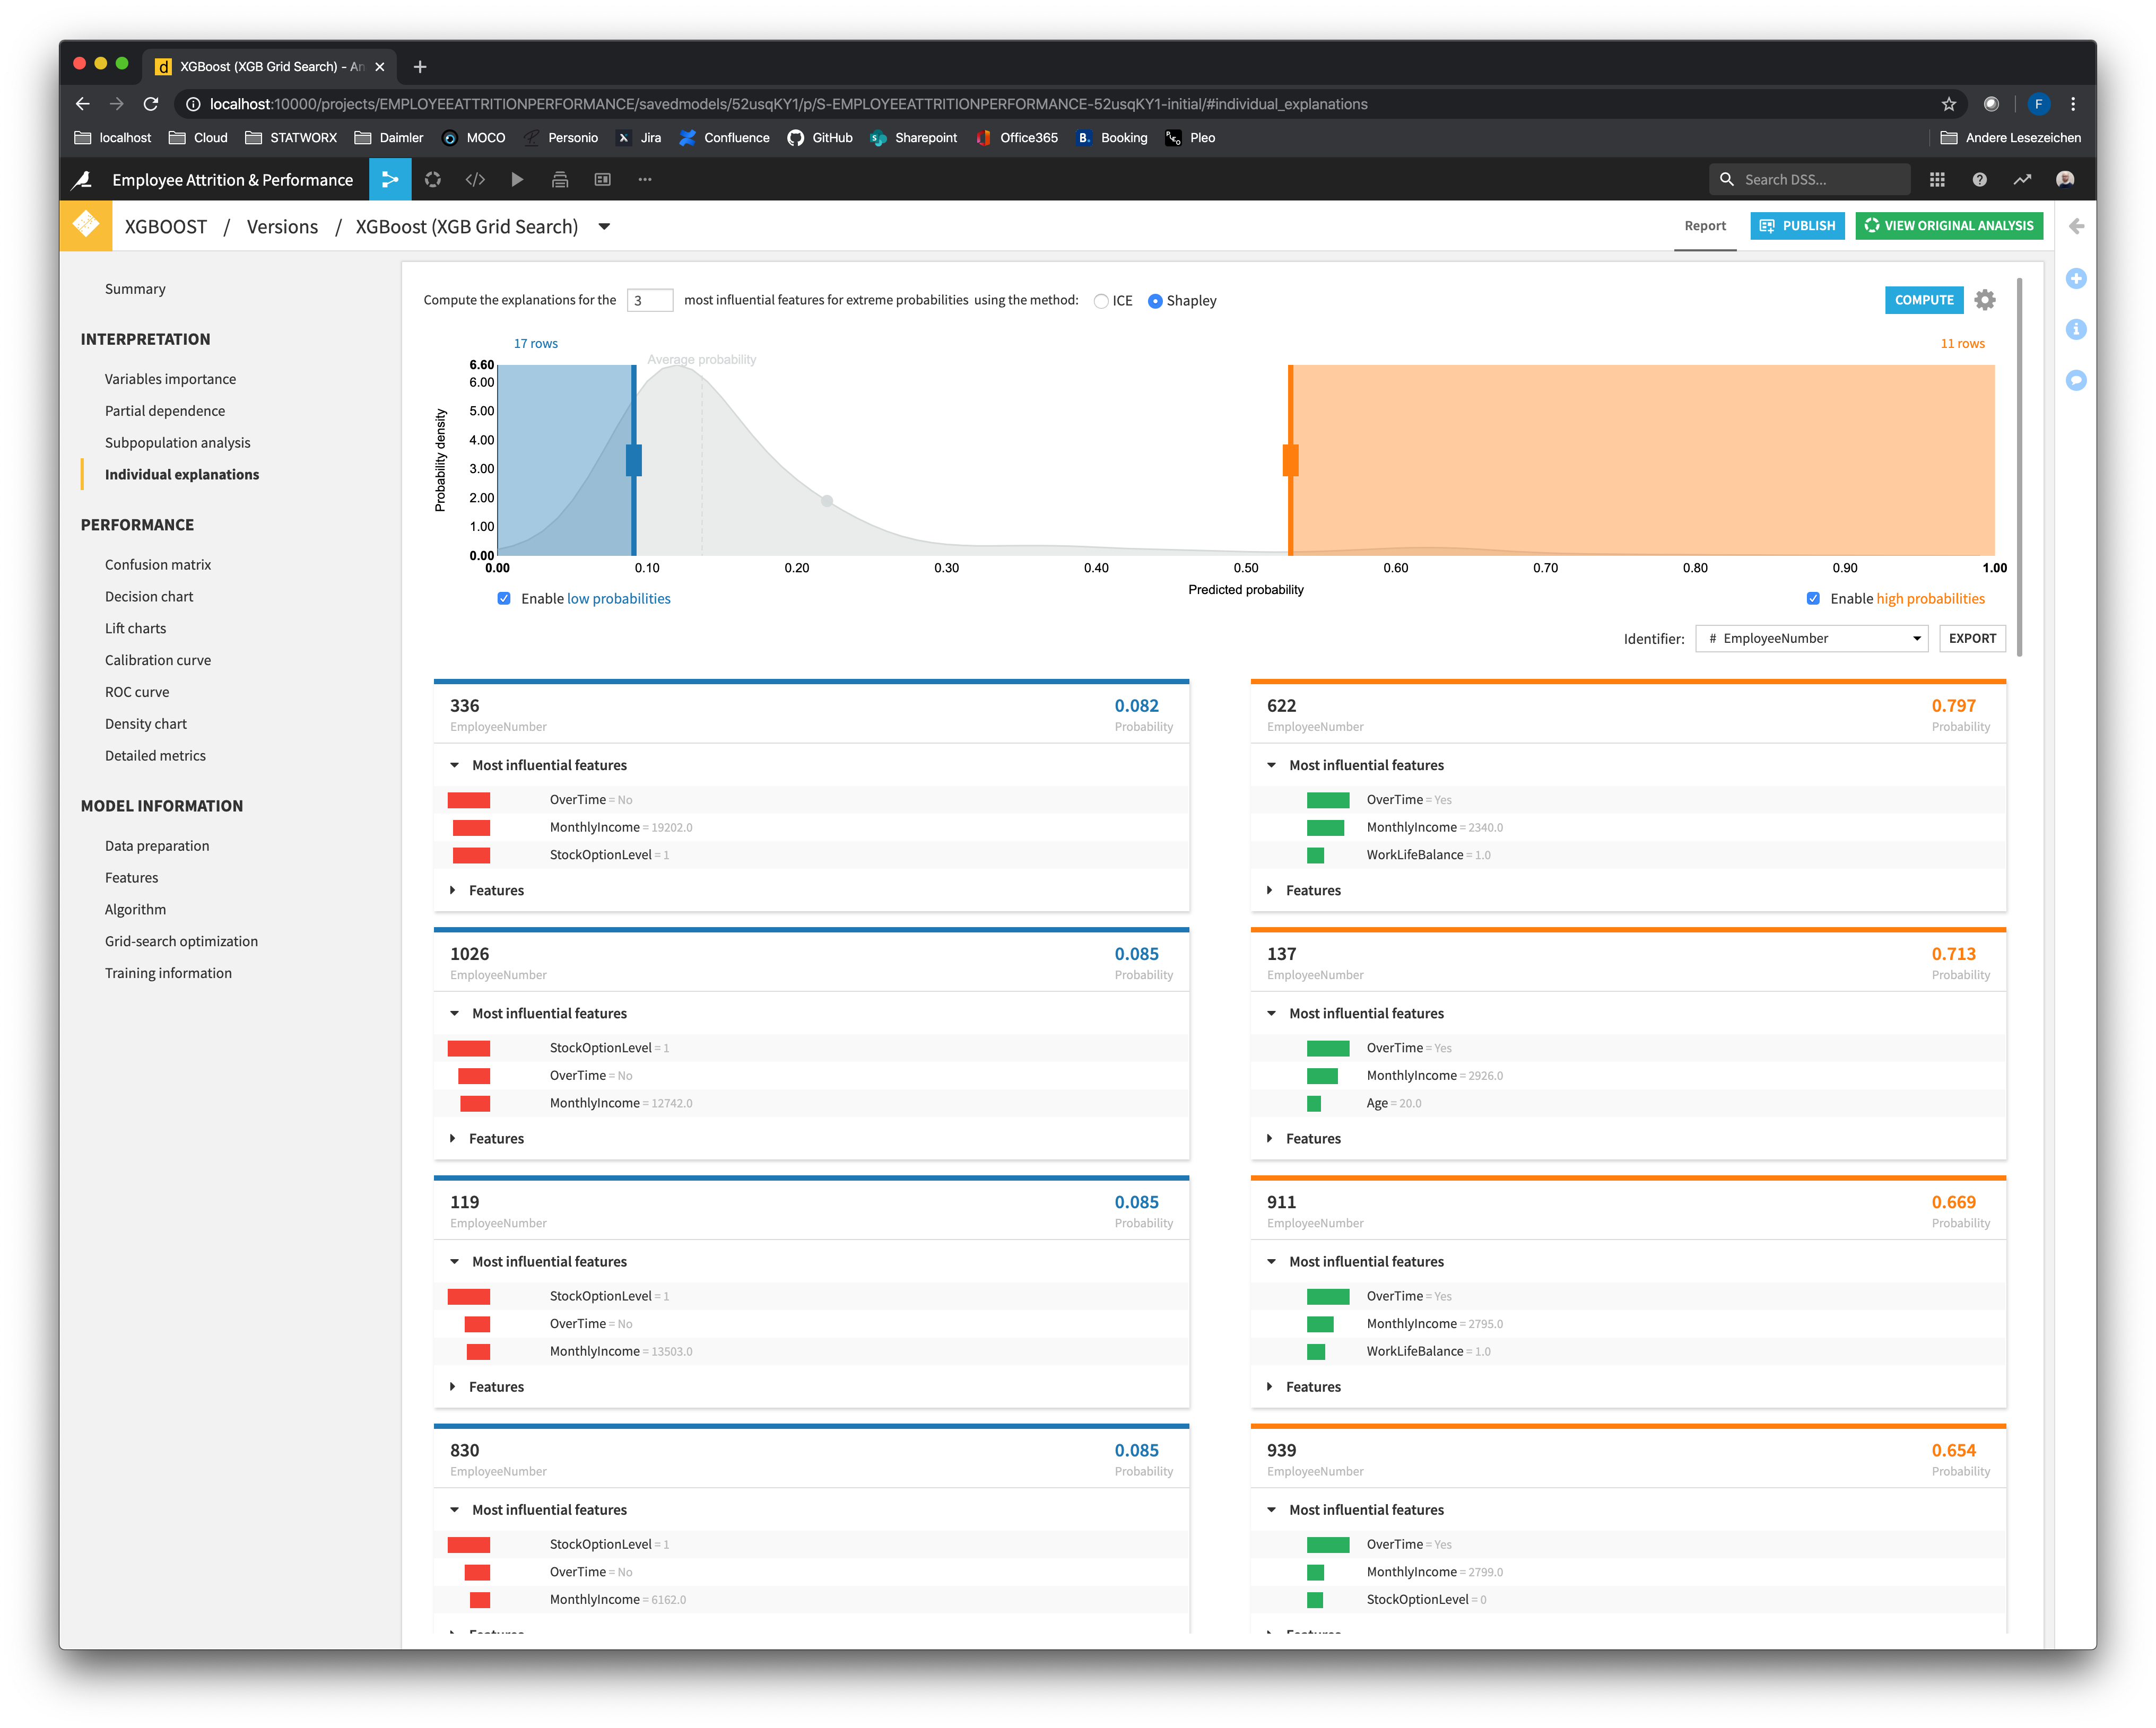 XGBoost (XGB Grid Search) - An
localhost:10000/projects/EMPLOYEEATTRITIONPERFORMANCE/savedmodels/52usqKY1/p/S-EMPLOYEEATTRITIONPERFORMANCE-52usqKY1-initial/#individual_explanations
F
localhost Cloud STATWORX Daimler MOCO Personio Jira Confluence GitHub Sharepoint Office365 Booking Pleo Andere Lesezeichen
Employee Attrition & Performance
Search DSS...
XGBOOST / Versions / XGBoost (XGB Grid Search)
Report PUBLISH VIEW ORIGINAL ANALYSIS
Summary
INTERPRETATION
Variables importance
Partial dependence
Subpopulation analysis
Individual explanations
PERFORMANCE
Confusion matrix
Decision chart
Lift charts
Calibration curve
ROC curve
Density chart
Detailed metrics
MODEL INFORMATION
Data preparation
Features
Algorithm
Grid-search optimization
Training information
Compute the explanations for the 3 most influential features for extreme probabilities using the method: ICE Shapley
COMPUTE
17 rows
11 rows
Average probability
Probability density
6.60
6.00
5.00
4.00
3.00
2.00
1.00
0.00
0.00 0.10 0.20 0.30 0.40 0.50 0.60 0.70 0.80 0.90 1.00
Predicted probability
Enable low probabilities
Enable high probabilities
Identifier: # EmployeeNumber EXPORT
336 0.082
EmployeeNumber Probability
Most influential features
OverTime = No
MonthlyIncome = 19202.0
StockOptionLevel = 1
Features
622 0.797
EmployeeNumber Probability
Most influential features
OverTime = Yes
MonthlyIncome = 2340.0
WorkLifeBalance = 1.0
Features
1026 0.085
EmployeeNumber Probability
Most influential features
StockOptionLevel = 1
OverTime = No
MonthlyIncome = 12742.0
Features
137 0.713
EmployeeNumber Probability
Most influential features
OverTime = Yes
MonthlyIncome = 2926.0
Age = 20.0
Features
119 0.085
EmployeeNumber Probability
Most influential features
StockOptionLevel = 1
OverTime = No
MonthlyIncome = 13503.0
Features
911 0.669
EmployeeNumber Probability
Most influential features
OverTime = Yes
MonthlyIncome = 2795.0
WorkLifeBalance = 1.0
Features
830 0.085
EmployeeNumber Probability
Most influential features
StockOptionLevel = 1
OverTime = No
MonthlyIncome = 6162.0
Features
939 0.654
EmployeeNumber Probability
Most influential features
OverTime = Yes
MonthlyIncome = 2799.0
StockOptionLevel = 0
Features